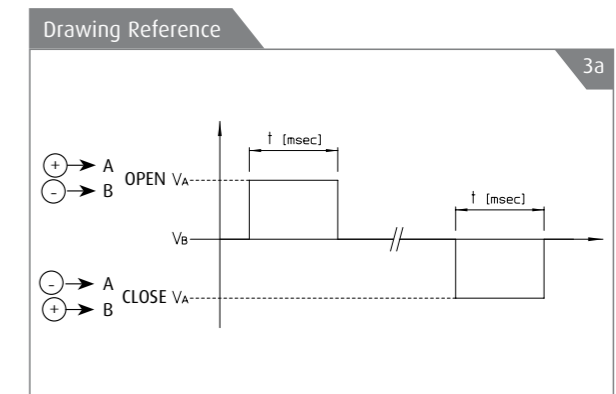 Drawing Reference
3a
t [msec]
+ A
- B
OPEN VA
t [msec]
VB
- A
+ B
CLOSE VA